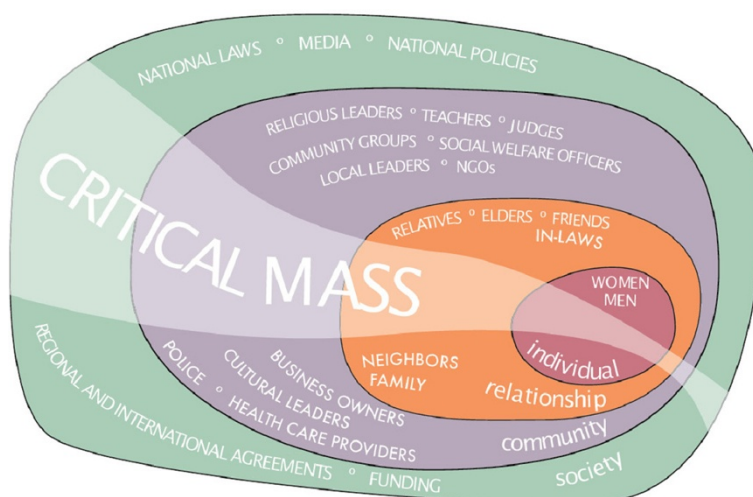 NATIONAL LAWS ° MEDIA ° NATIONAL POLICIES
RELIGIOUS LEADERS ° TEACHERS ° JUDGES
COMMUNITY GROUPS ° SOCIAL WELFARE OFFICERS
LOCAL LEADERS ° NGOs
CRITICAL MASS
RELATIVES ° ELDERS ° FRIENDS
IN-LAWS
WOMEN
MEN
individual
NEIGHBORS
FAMILY
relationship
BUSINESS OWNERS
CULTURAL LEADERS
POLICE ° HEALTH CARE PROVIDERS
community
REGIONAL AND INTERNATIONAL AGREEMENTS ° FUNDING
society